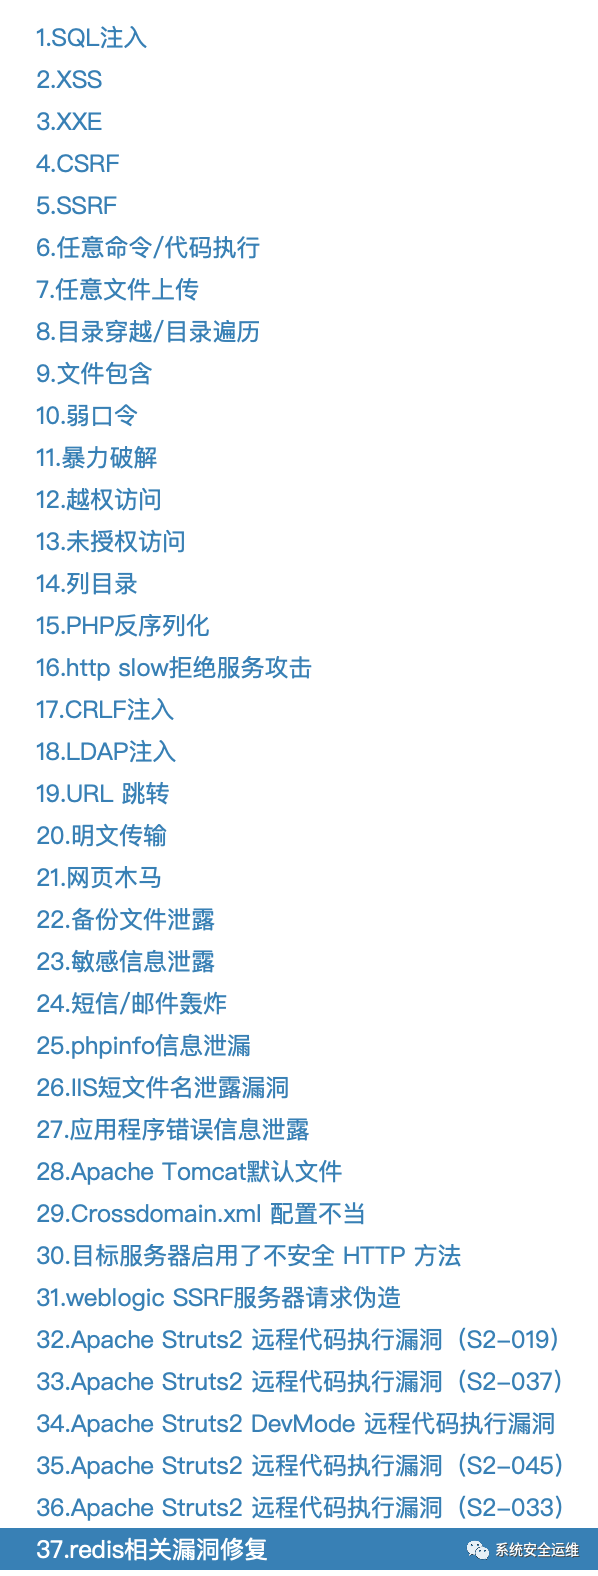 1.SQL注入
2.XSS
3.XXE
4.CSRF
5.SSRF
6.任意命令/代码执行
7.任意文件上传
8.目录穿越/目录遍历
9.文件包含
10.弱口令
11.暴力破解
12.越权访问
13.未授权访问
14.列目录
15.PHP反序列化
16.http slow拒绝服务攻击
17.CRLF注入
18.LDAP注入
19.URL 跳转
20.明文传输
21.网页木马
22.备份文件泄露
23.敏感信息泄露
24.短信/邮件轰炸
25.phpinfo信息泄漏
26.IIS短文件名泄露漏洞
27.应用程序错误信息泄露
28.Apache Tomcat默认文件
29.Crossdomain.xml 配置不当
30.目标服务器启用了不安全 HTTP 方法
31.weblogic SSRF服务器请求伪造
32.Apache Struts2 远程代码执行漏洞（S2-019）
33.Apache Struts2 远程代码执行漏洞（S2-037）
34.Apache Struts2 DevMode 远程代码执行漏洞
35.Apache Struts2 远程代码执行漏洞（S2-045）
36.Apache Struts2 远程代码执行漏洞（S2-033）
37.redis相关漏洞修复
系统安全运维